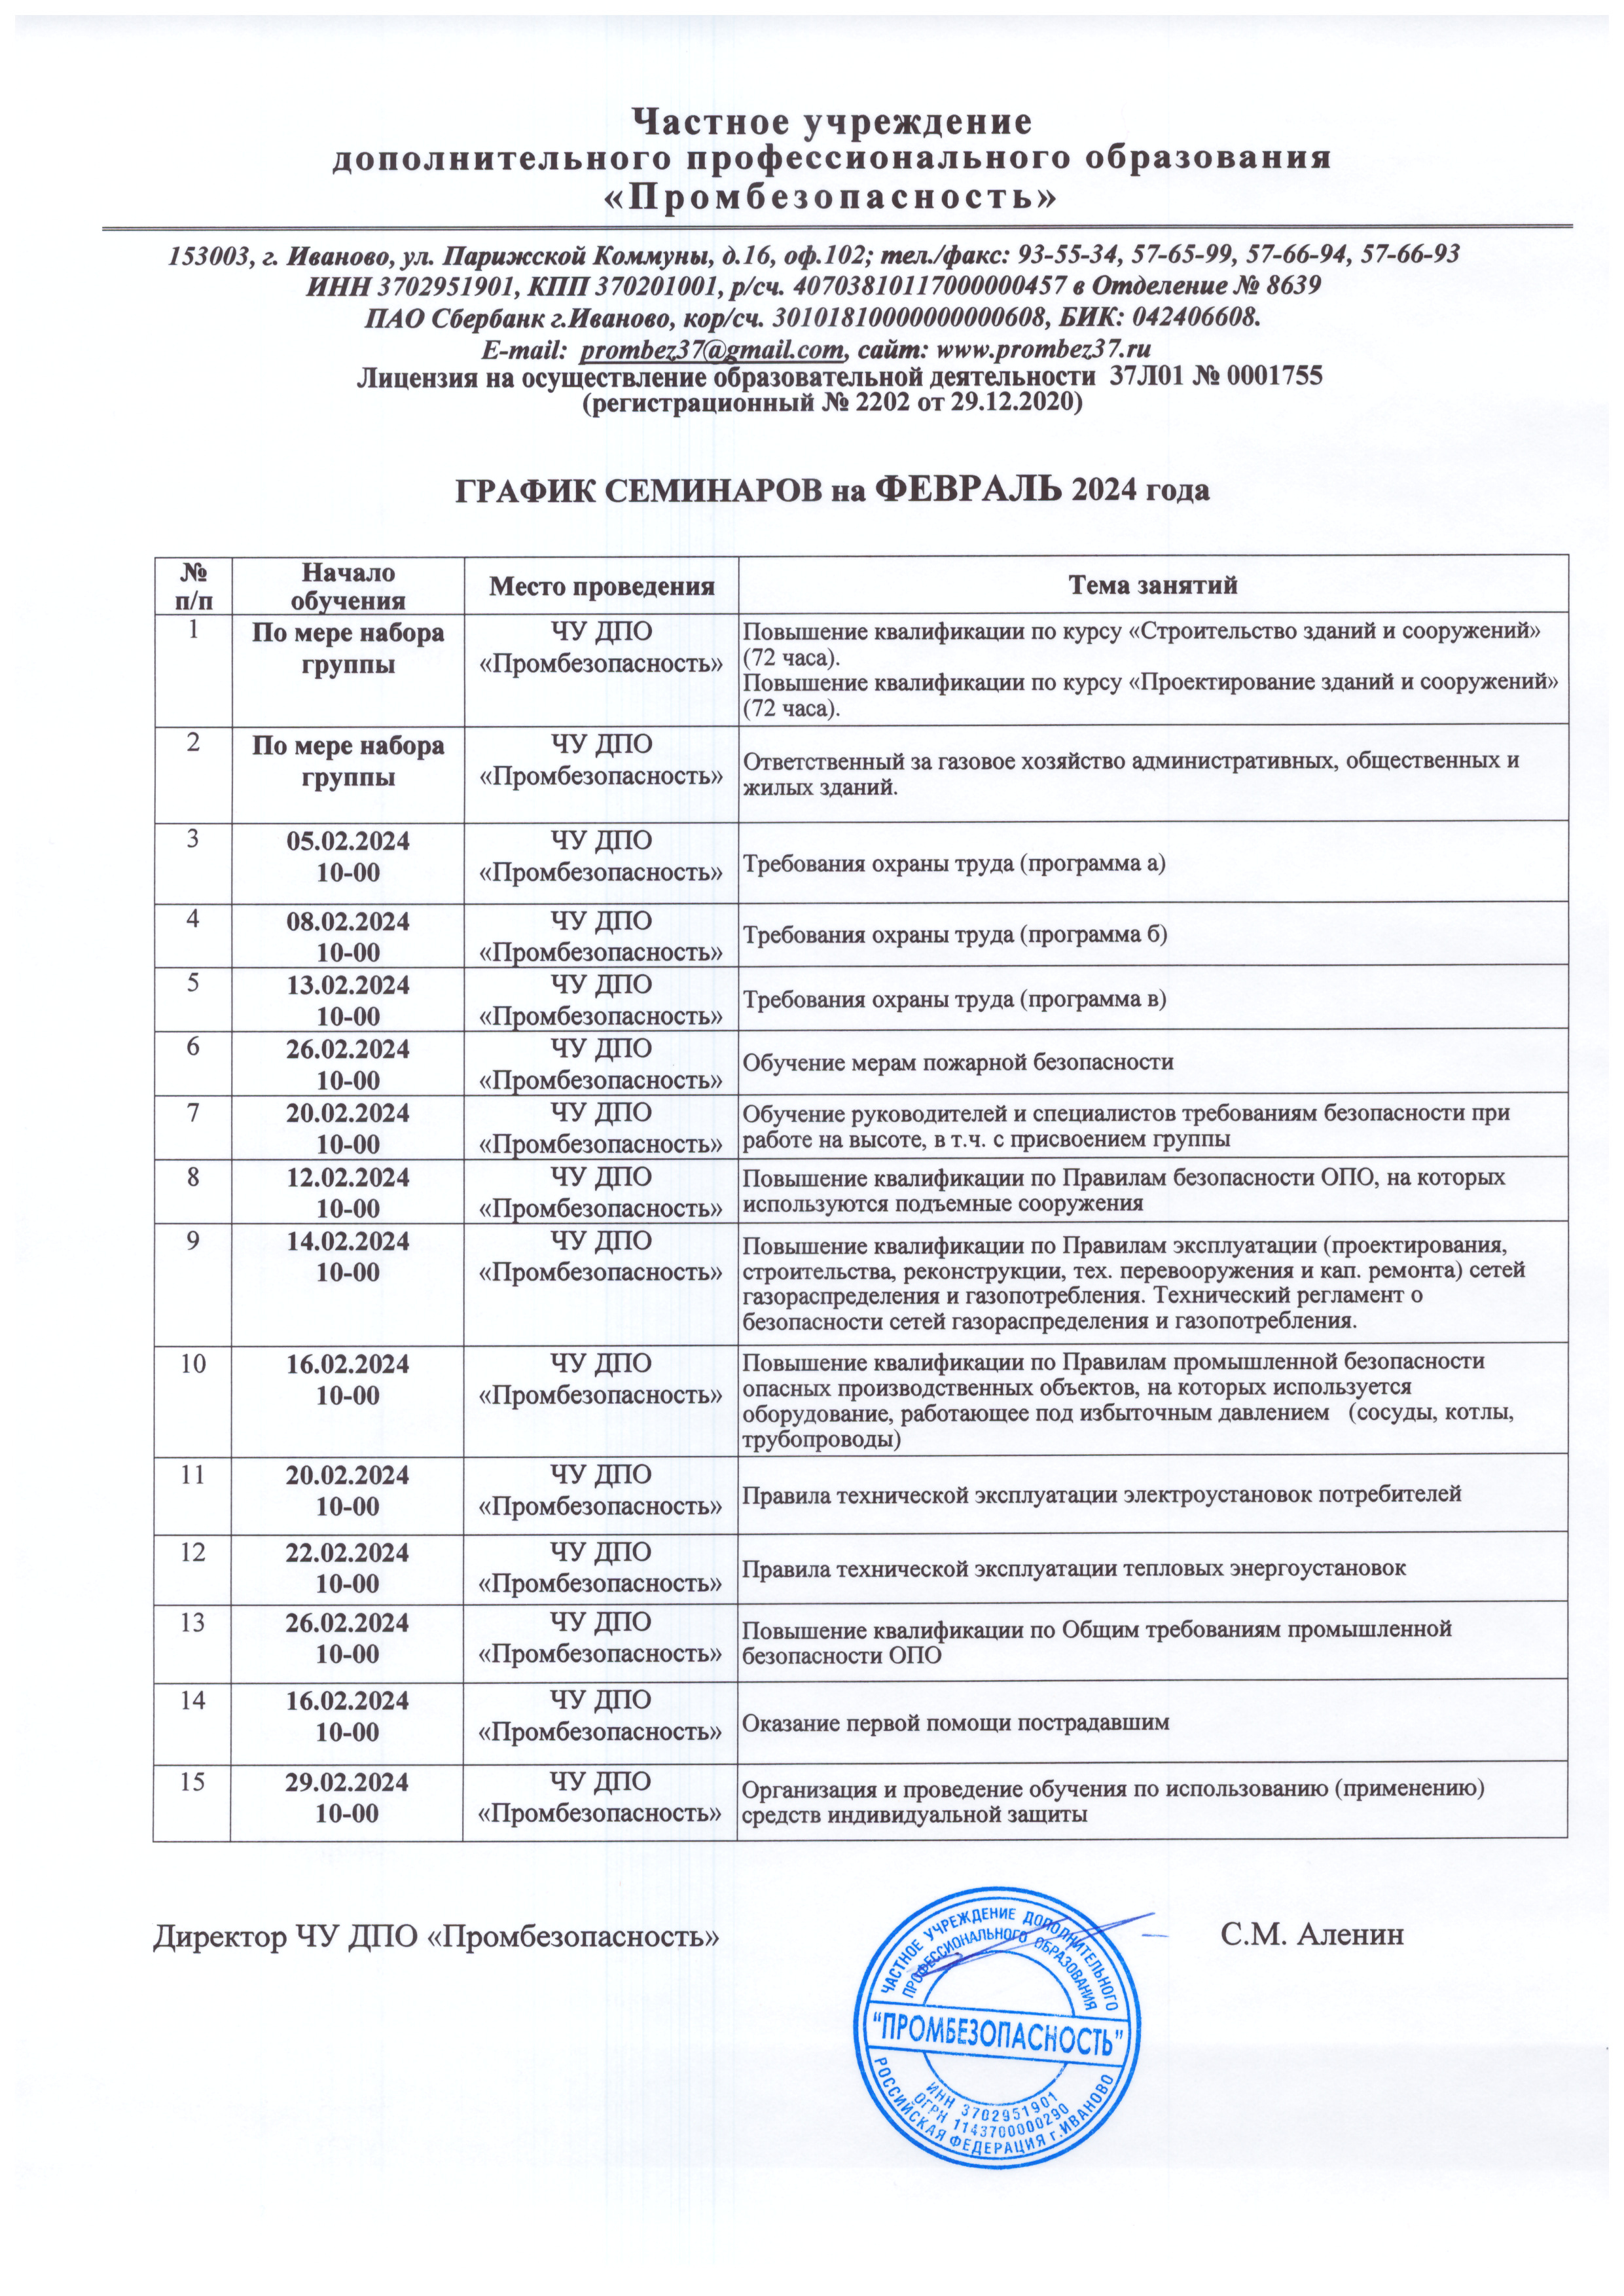 Частное учреждение
дополнительного профессионального образования
«Промбезопасность»
153003, г. Иваново, ул. Парижской Коммуны, д.16, оф.102; тел./факс: 93-55-34, 57-65-99, 57-66-94, 57-66-93
ИНН 3702951901, КПП 370201001, р/сч. 40703810117000000457 в Отделение № 8639
ПАО Сбербанк г.Иваново, кор/сч. 30101810000000000608, БИК: 042406608.
E-mail: prombez37@gmail.com, сайт: www.prombez37.ru
Лицензия на осуществление образовательной деятельности 37Л01 № 0001755
(регистрационный № 2202 от 29.12.2020)
ГРАФИК СЕМИНАРОВ на ФЕВРАЛЬ 2024 года
№ п/п Начало обучения Место проведения Тема занятий
1 По мере набора группы ЧУ ДПО «Промбезопасность» Повышение квалификации по курсу «Строительство зданий и сооружений»
(72 часа).
Повышение квалификации по курсу «Проектирование зданий и сооружений»
(72 часа).
2 По мере набора группы ЧУ ДПО «Промбезопасность» Ответственный за газовое хозяйство административных, общественных и
жилых зданий.
3 05.02.2024 10-00 ЧУ ДПО «Промбезопасность» Требования охраны труда (программа а)
4 08.02.2024 10-00 ЧУ ДПО «Промбезопасность» Требования охраны труда (программа б)
5 13.02.2024 10-00 ЧУ ДПО «Промбезопасность» Требования охраны труда (программа в)
6 26.02.2024 10-00 ЧУ ДПО «Промбезопасность» Обучение мерам пожарной безопасности
7 20.02.2024 10-00 ЧУ ДПО «Промбезопасность» Обучение руководителей и специалистов требованиям безопасности при
работе на высоте, в т.ч. с присвоением группы
8 12.02.2024 10-00 ЧУ ДПО «Промбезопасность» Повышение квалификации по Правилам безопасности ОПО, на которых
используются подъемные сооружения
9 14.02.2024 10-00 ЧУ ДПО «Промбезопасность» Повышение квалификации по Правилам эксплуатации (проектирования,
строительства, реконструкции, тех. перевооружения и кап. ремонта) сетей
газораспределения и газопотребления. Технический регламент о
безопасности сетей газораспределения и газопотребления.
10 16.02.2024 10-00 ЧУ ДПО «Промбезопасность» Повышение квалификации по Правилам промышленной безопасности
опасных производственных объектов, на которых используется
оборудование, работающее под избыточным давлением (сосуды, котлы,
трубопроводы)
11 20.02.2024 10-00 ЧУ ДПО «Промбезопасность» Правила технической эксплуатации электроустановок потребителей
12 22.02.2024 10-00 ЧУ ДПО «Промбезопасность» Правила технической эксплуатации тепловых энергоустановок
13 26.02.2024 10-00 ЧУ ДПО «Промбезопасность» Повышение квалификации по Общим требованиям промышленной
безопасности ОПО
14 16.02.2024 10-00 ЧУ ДПО «Промбезопасность» Оказание первой помощи пострадавшим
15 29.02.2024 10-00 ЧУ ДПО «Промбезопасность» Организация и проведение обучения по использованию (применению)
средств индивидуальной защиты
Директор ЧУ ДПО «Промбезопасность» С.М. Аленин
ЧАСТНОЕ УЧРЕЖДЕНИЕ ДОПОЛНИТЕЛЬНОГО
ПРОФЕССИОНАЛЬНОГО ОБРАЗОВАНИЯ
"ПРОМБЕЗОПАСНОСТЬ"
ИНН 3702951901
ОГРН 1143700000290
РОССИЙСКАЯ ФЕДЕРАЦИЯ г.ИВАНОВО